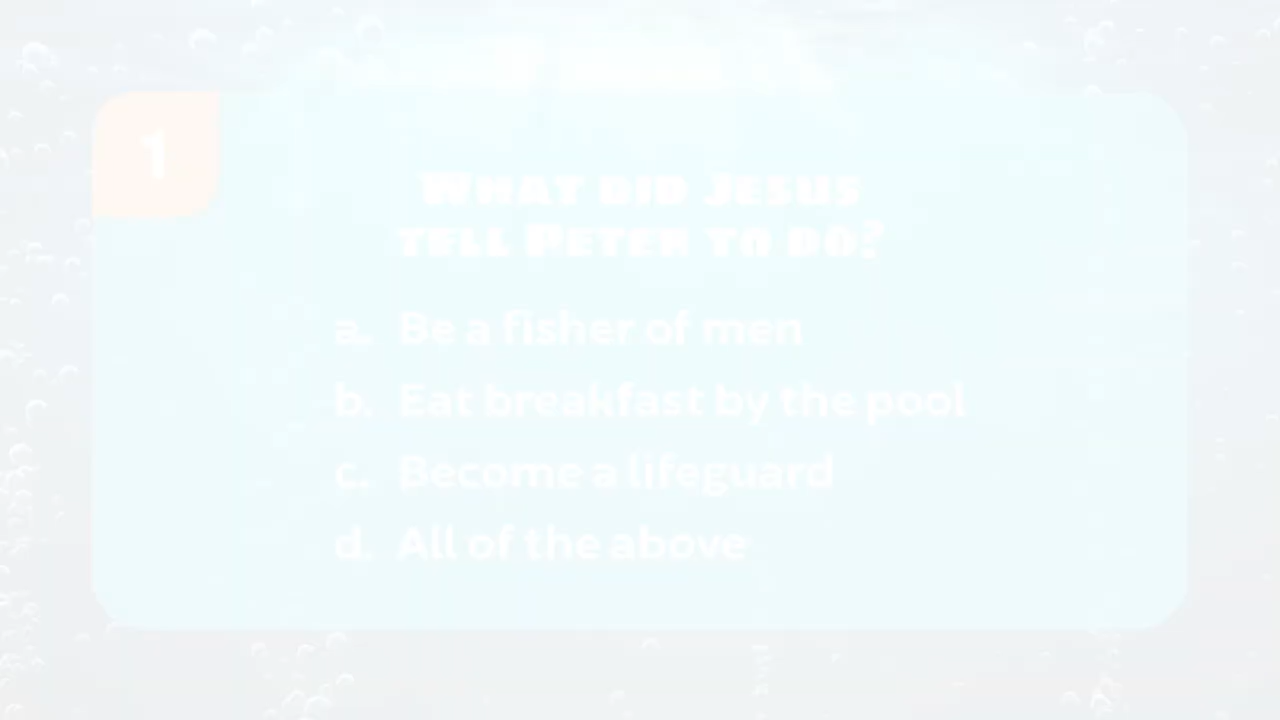 1
What did Jesus
tell Peter to do?
a. Be a fisher of men
b. Eat breakfast by the pool
c. Become a lifeguard
d. All of the above